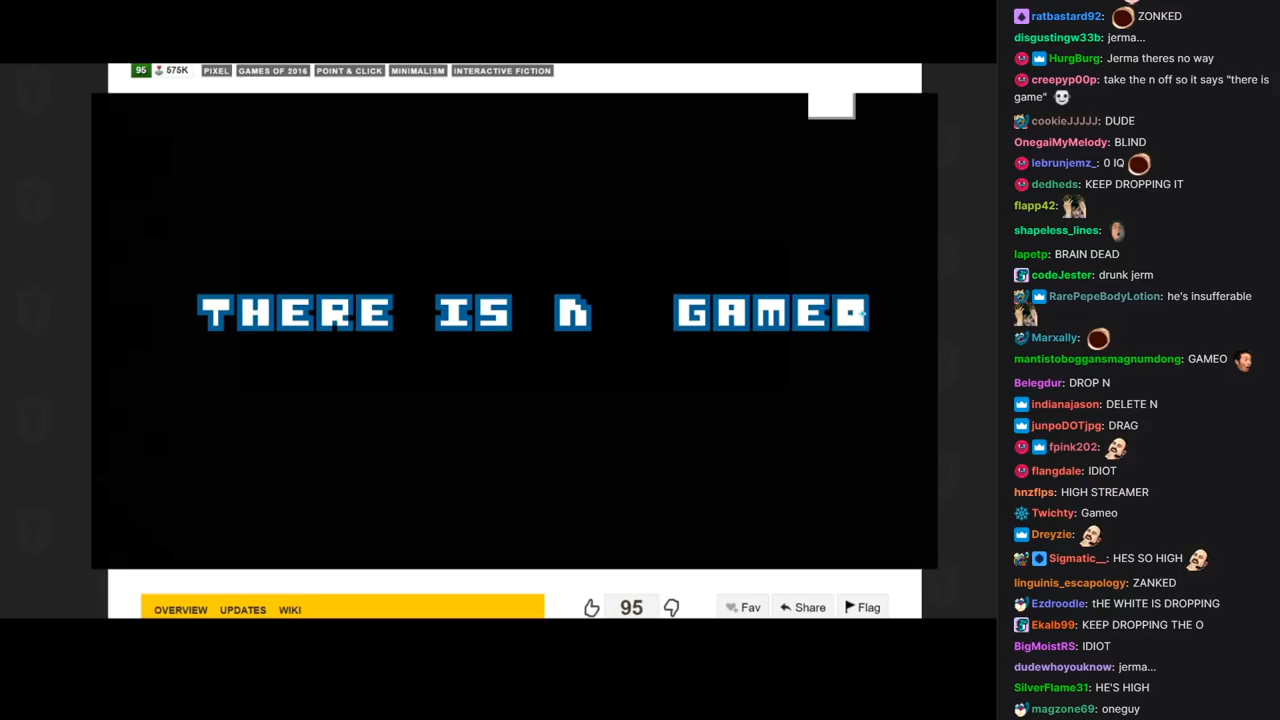 95 575K PIXEL GAMES OF 2016 POINT & CLICK MINIMALISM INTERACTIVE FICTION
THERE IS n GAMEO
OVERVIEW UPDATES WIKI
95 Fav Share Flag
ratbastard92: ZONKED
disgustingw33b: jerma...
HurgBurg: Jerma theres no way
creepyp00p: take the n off so it says "there is
game"
cookieJJJJJ: DUDE
OnegaiMyMelody: BLIND
lebrunjemz_: 0 IQ
dedheds: KEEP DROPPING IT
flapp42:
shapeless_lines:
lapetp: BRAIN DEAD
codeJester: drunk jerm
RarePepeBodyLotion: he's insufferable
Marxally:
mantistoboggansmagnumdong: GAMEO
Belegdur: DROP N
indianajason: DELETE N
junpoDOTjpg: DRAG
fpink202:
flangdale: IDIOT
hnzflps: HIGH STREAMER
Twichty: Gameo
Dreyzie:
Sigmatic__: HES SO HIGH
linguinis_escapology: ZANKED
Ezdroodle: tHE WHITE IS DROPPING
Ekalb99: KEEP DROPPING THE O
BigMoistRS: IDIOT
dudewhoyouknow: jerma...
SilverFlame31: HE'S HIGH
magzone69: oneguy